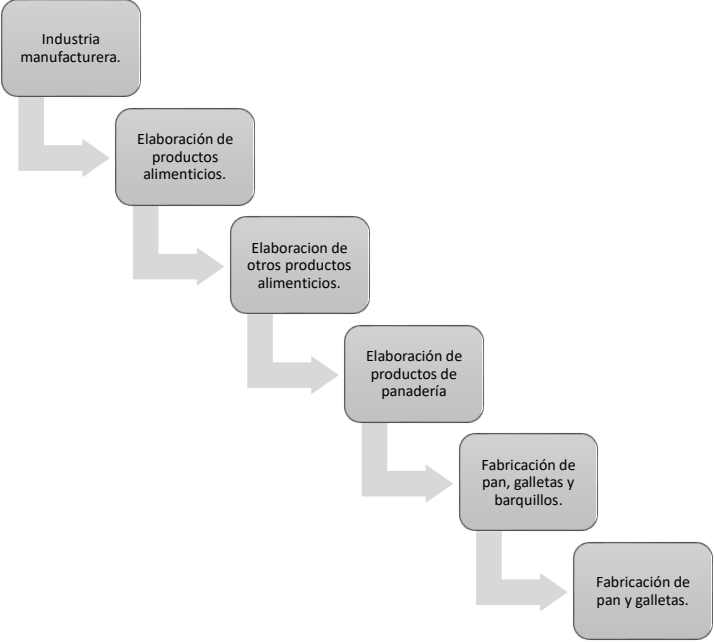 Industria
manufacturera.
Elaboración de
productos
alimenticios.
Elaboracion de
otros productos
alimenticios.
Elaboración de
productos de
panadería
Fabricación de
pan, galletas y
barquillos.
Fabricación de
pan y galletas.